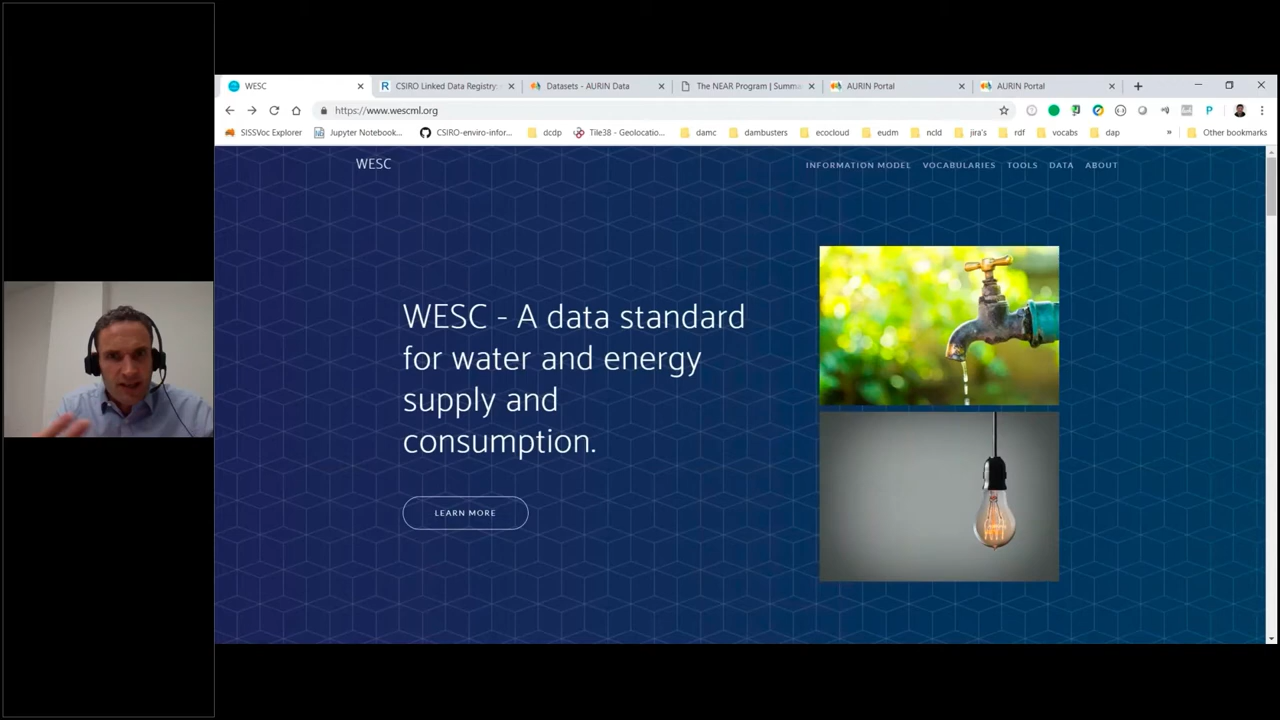 WESC
CSIRO Linked Data Registry:
Datasets - AURIN Data
The NEAR Program | Summa
AURIN Portal
AURIN Portal
https://www.wescml.org
SISSVoc Explorer
Jupyter Notebook...
CSIRO-enviro-infor...
dcdp
Tile38 - Geolocatio...
damc
dambusters
ecocloud
eudm
ncld
jira's
rdf
vocabs
dap
»
Other bookmarks
WESC
INFORMATION MODEL VOCABULARIES TOOLS DATA ABOUT
WESC - A data standard
for water and energy
supply and
consumption.
LEARN MORE